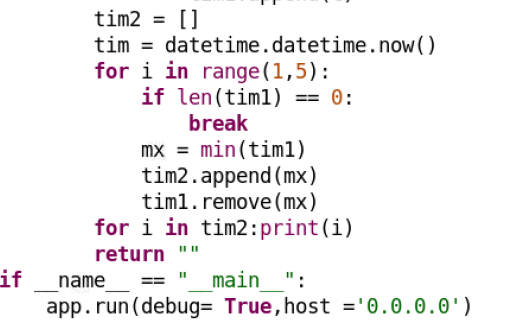 tim2 = []
tim = datetime.datetime.now()
for i in range(1,5):
if len(tim1) == 0:
break
mx = min(tim1)
tim2.append(mx)
tim1.remove(mx)
for i in tim2:print(i)
return ""
if __name__ == "__main__":
app.run(debug= True,host ='0.0.0.0')